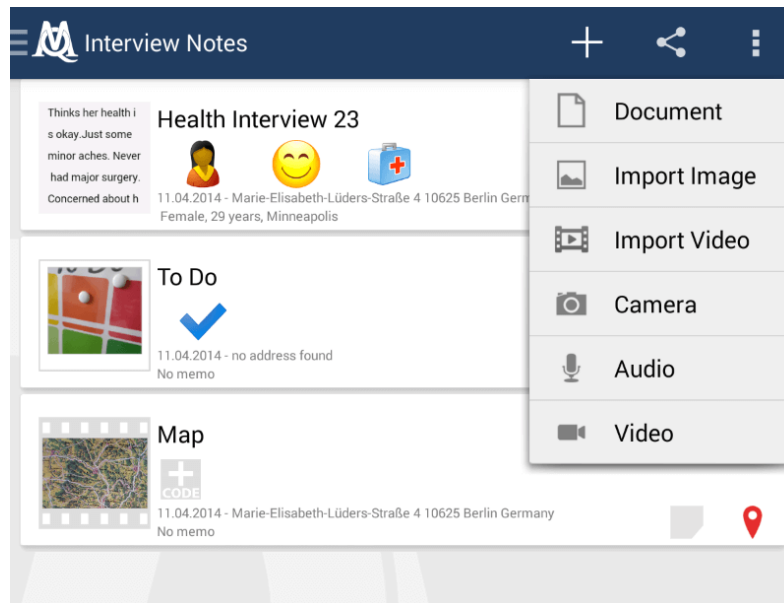 Interview Notes
Thinks her health i
s okay.Just some
minor aches. Never
had major surgery.
Concerned about h
Health Interview 23
11.04.2014 - Marie-Elisabeth-Lüders-Straße 4 10625 Berlin Germ
Female, 29 years, Minneapolis
To Do
11.04.2014 - no address found
No memo
Map
CODE
11.04.2014 - Marie-Elisabeth-Lüders-Straße 4 10625 Berlin Germany
No memo
Document
Import Image
Import Video
Camera
Audio
Video